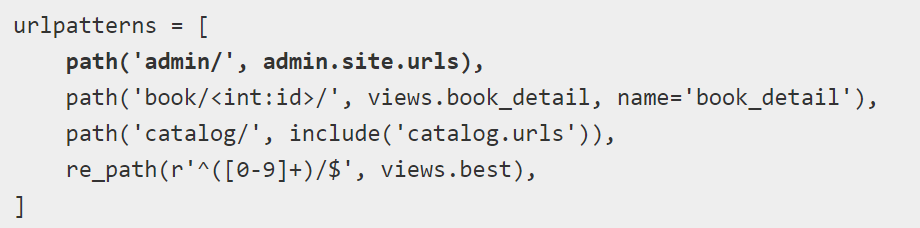 urlpatterns = [
    path('admin/', admin.site.urls),
    path('book/<int:id>/', views.book_detail, name='book_detail'),
    path('catalog/', include('catalog.urls')),
    re_path(r'^([0-9]+)/$', views.best),
]